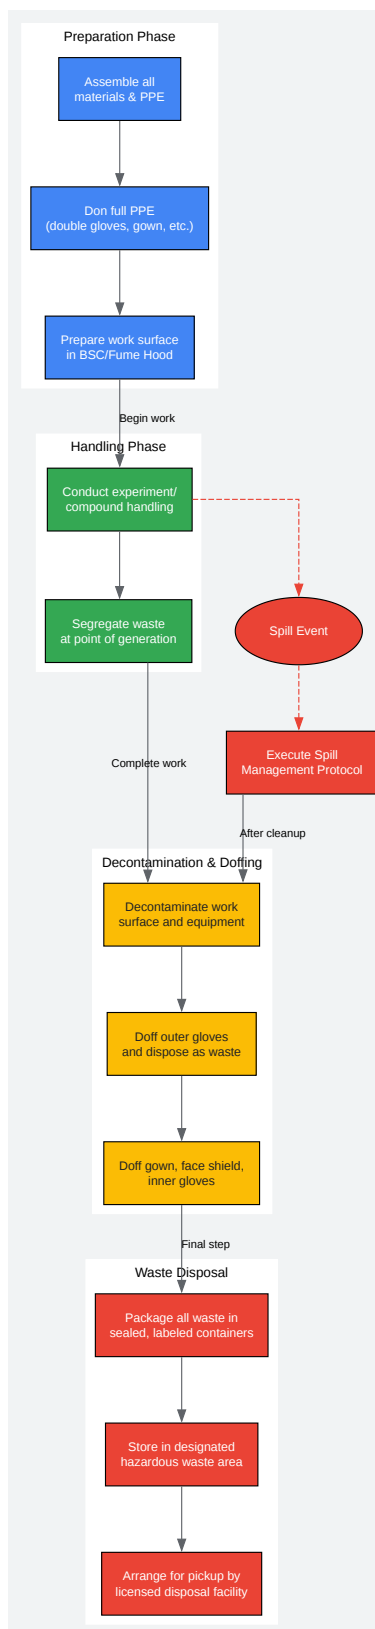 Preparation Phase
Assemble all
materials & PPE
Don full PPE
(double gloves, gown, etc.)
Prepare work surface
in BSC/Fume Hood
Begin work
Handling Phase
Conduct experiment/
compound handling
Segregate waste
at point of generation
Spill Event
Complete work
Execute Spill
Management Protocol
After cleanup
Decontamination & Doffing
Decontaminate work
surface and equipment
Doff outer gloves
and dispose as waste
Doff gown, face shield,
inner gloves
Final step
Waste Disposal
Package all waste in
sealed, labeled containers
Store in designated
hazardous waste area
Arrange for pickup by
licensed disposal facility